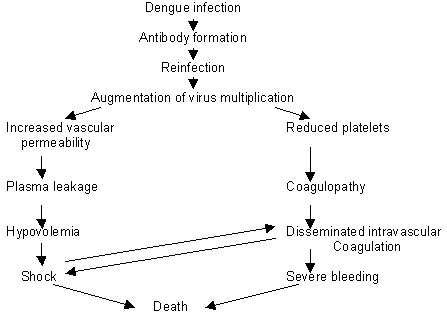 Dengue infection
Antibody formation
Reinfection
Augmentation of virus multiplication
Increased vascular
permeability
Reduced platelets
Plasma leakage
Coagulopathy
Hypovolemia
Disseminated intravascular
Coagulation
Shock
Severe bleeding
Death